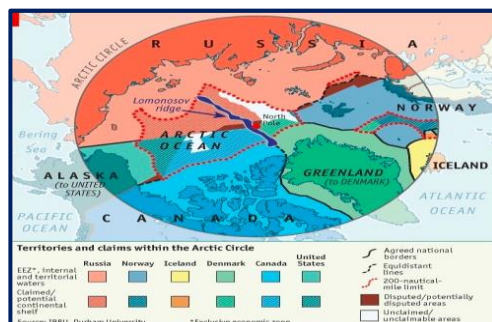 RUSSIA
ARCTIC CIRCLE
Lomonosov
ridge
North
Pole
NORWAY
Bering
Sea
ARCTIC
OCEAN
ICELAND
ALASKA
(to UNITED
STATES)
GREENLAND
(to DENMARK)
ATLANTIC
OCEAN
PACIFIC
OCEAN
CANADA
Territories and claims within the Arctic Circle
Russia Norway Iceland Denmark Canada United
States
EEZ*, internal
and territorial
waters
Claimed/
potential
continental
shelf
Agreed national
borders
Equidistant
lines
200-nautical-
mile limit
Disputed/potentially
disputed areas
Unclaimed/
unclaimable areas
Source: IBRU, Durham University *Exclusive economic zone